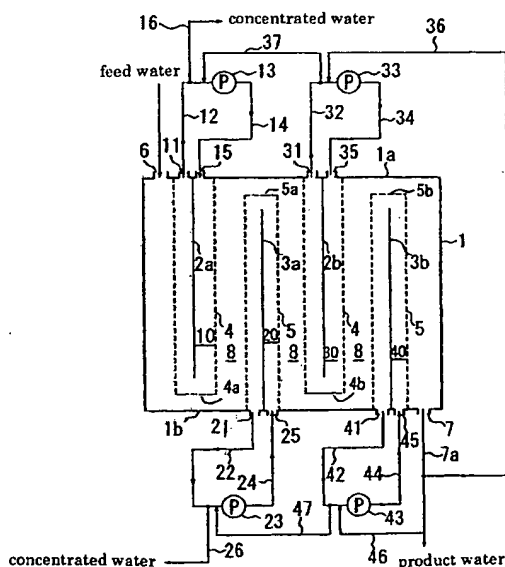 16 concentrated water
37 36
feed water 13 33
P P
12 14 32 34
6 11 15 31 35 1a
5a 5b
1
2a 3a 2b 3b
10 4 20 5 4 5
8 8 30 8 40
4a 4b
1b 21 25 41 45 7
7a
22 24 42 44
P P
23 47 43
26 46
concentrated water product water